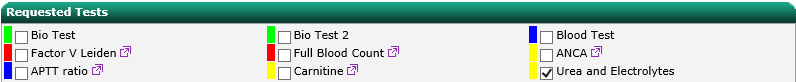 Requested Tests
Bio Test Bio Test 2 Blood Test
Factor V Leiden Full Blood Count ANCA
APTT ratio Carnitine Urea and Electrolytes